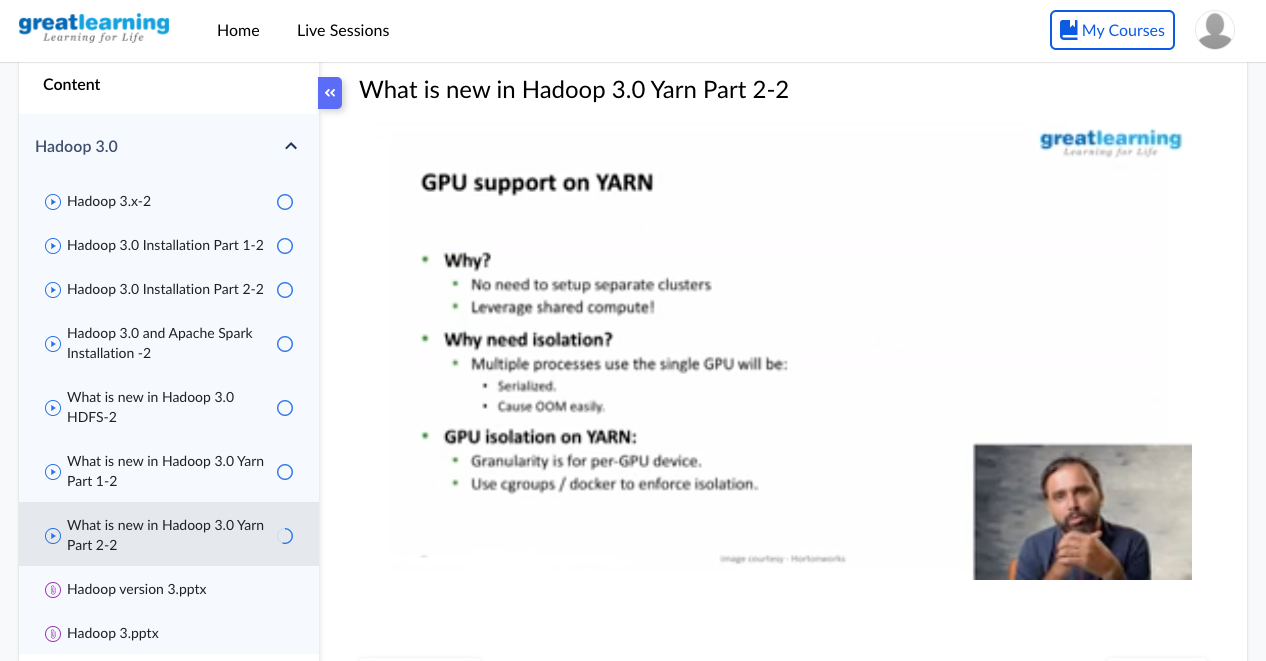 greatlearning
Learning for Life
Home
Live Sessions
My Courses
Content
Hadoop 3.0
Hadoop 3.x-2
Hadoop 3.0 Installation Part 1-2
Hadoop 3.0 Installation Part 2-2
Hadoop 3.0 and Apache Spark
Installation -2
What is new in Hadoop 3.0
HDFS-2
What is new in Hadoop 3.0 Yarn
Part 1-2
What is new in Hadoop 3.0 Yarn
Part 2-2
Hadoop version 3.pptx
Hadoop 3.pptx
What is new in Hadoop 3.0 Yarn Part 2-2
greatlearning
Learning for Life
GPU support on YARN
• Why?
• No need to setup separate clusters
• Leverage shared compute!
• Why need isolation?
• Multiple processes use the single GPU will be:
• Serialized.
• Cause OOM easily.
• GPU isolation on YARN:
• Granularity is for per-GPU device.
• Use cgroups / docker to enforce isolation.
image courtesy - Hortonworks